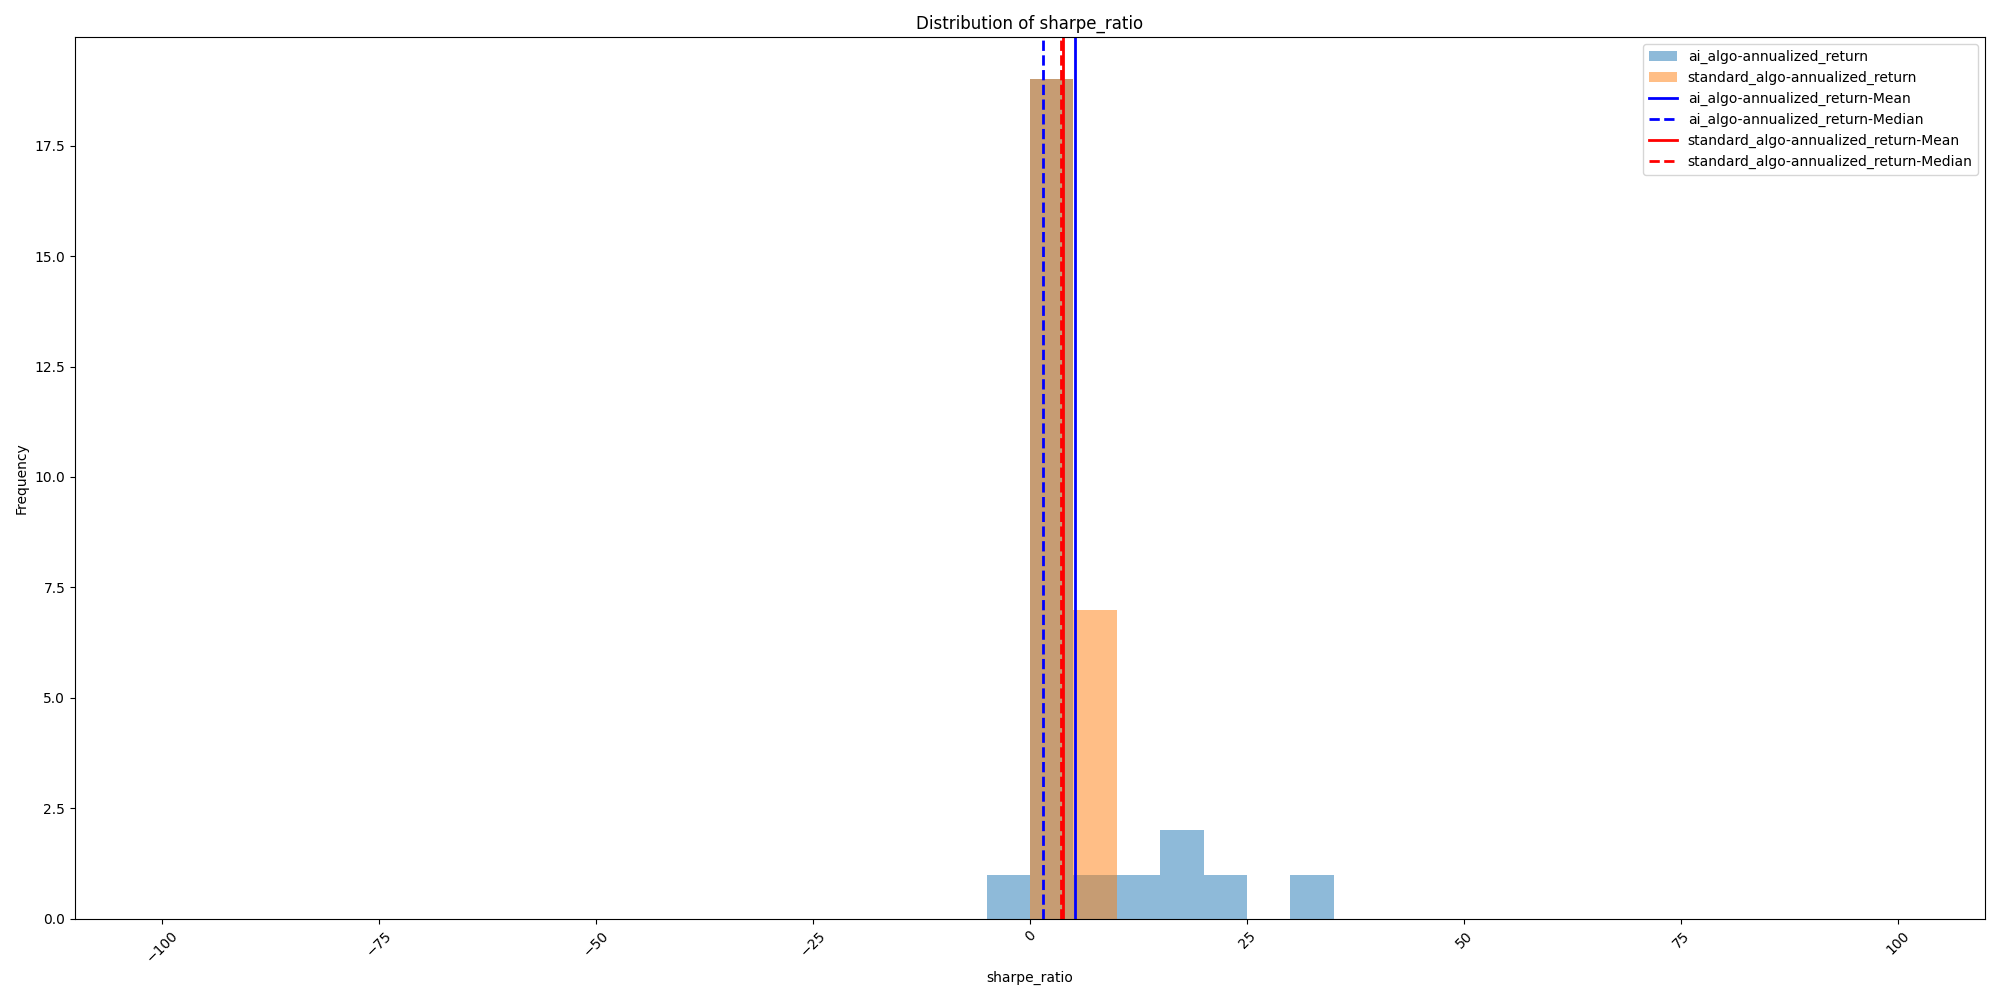 Distribution of sharpe_ratio
ai_algo-annualized_return
standard_algo-annualized_return
ai_algo-annualized_return-Mean
ai_algo-annualized_return-Median
standard_algo-annualized_return-Mean
standard_algo-annualized_return-Median
17.5
15.0
12.5
10.0
7.5
5.0
2.5
0.0
Frequency
−100
−75
−50
−25
0
25
50
75
100
sharpe_ratio